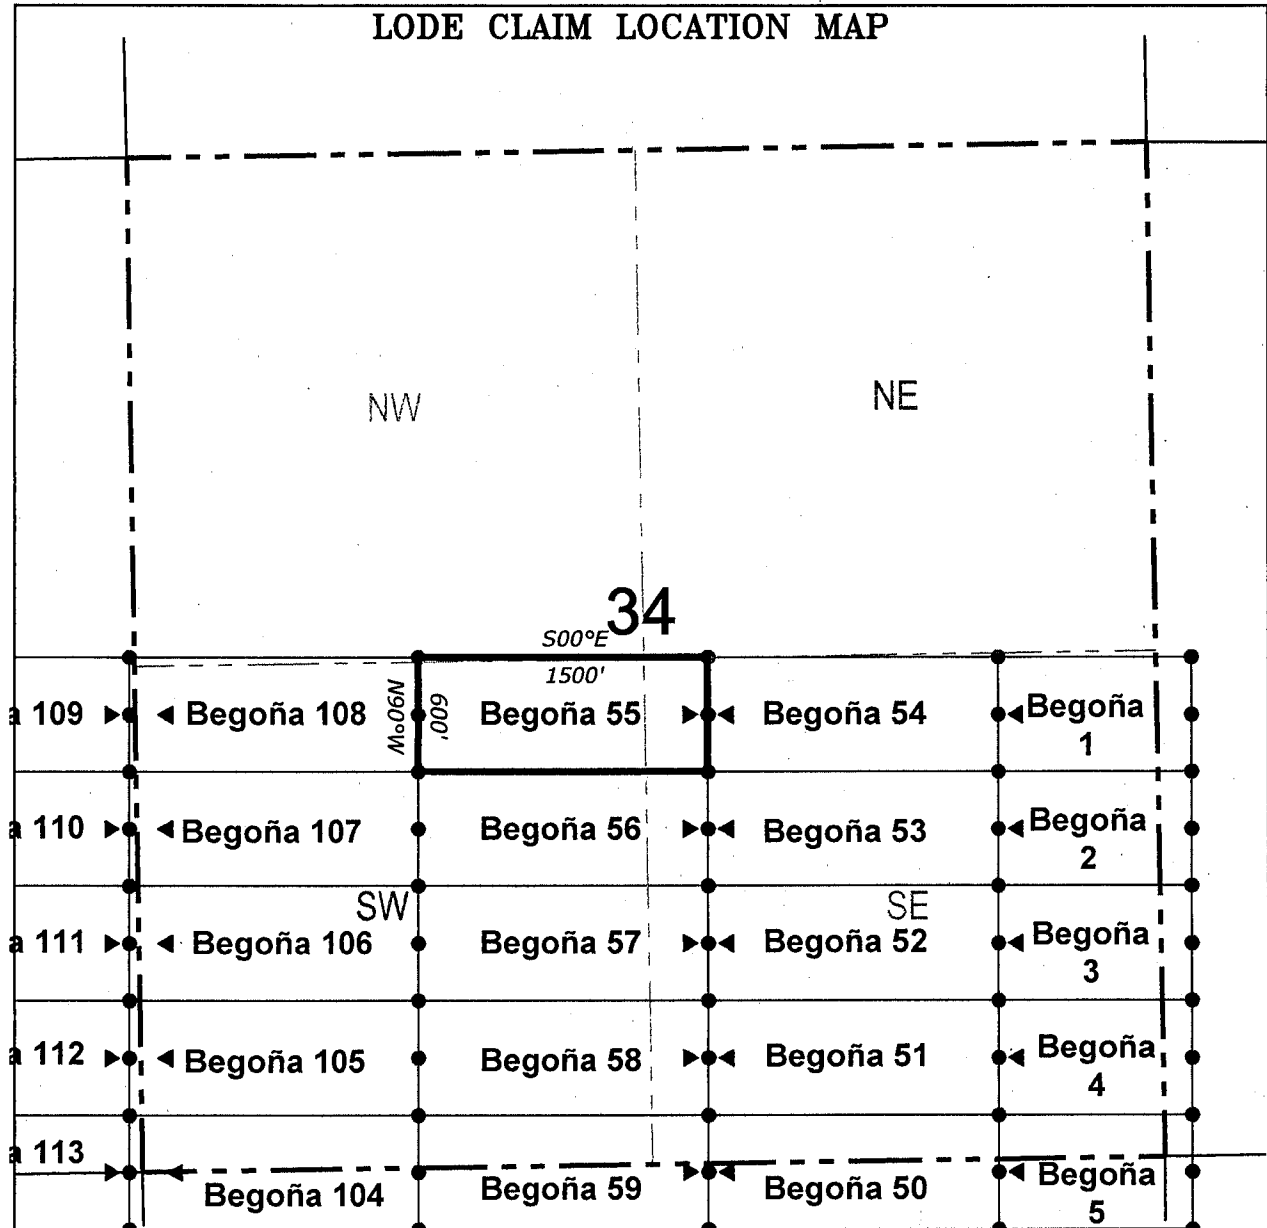 LODE CLAIM LOCATION MAP
NW
NE
34
S00°E
1500'
N90°W
600'
a 109
Begoña 108
Begoña 55
Begoña 54
Begoña
1
a 110
Begoña 107
Begoña 56
Begoña 53
Begoña
2
SW
SE
a 111
Begoña 106
Begoña 57
Begoña 52
Begoña
3
a 112
Begoña 105
Begoña 58
Begoña 51
Begoña
4
a 113
Begoña 104
Begoña 59
Begoña 50
Begoña
5